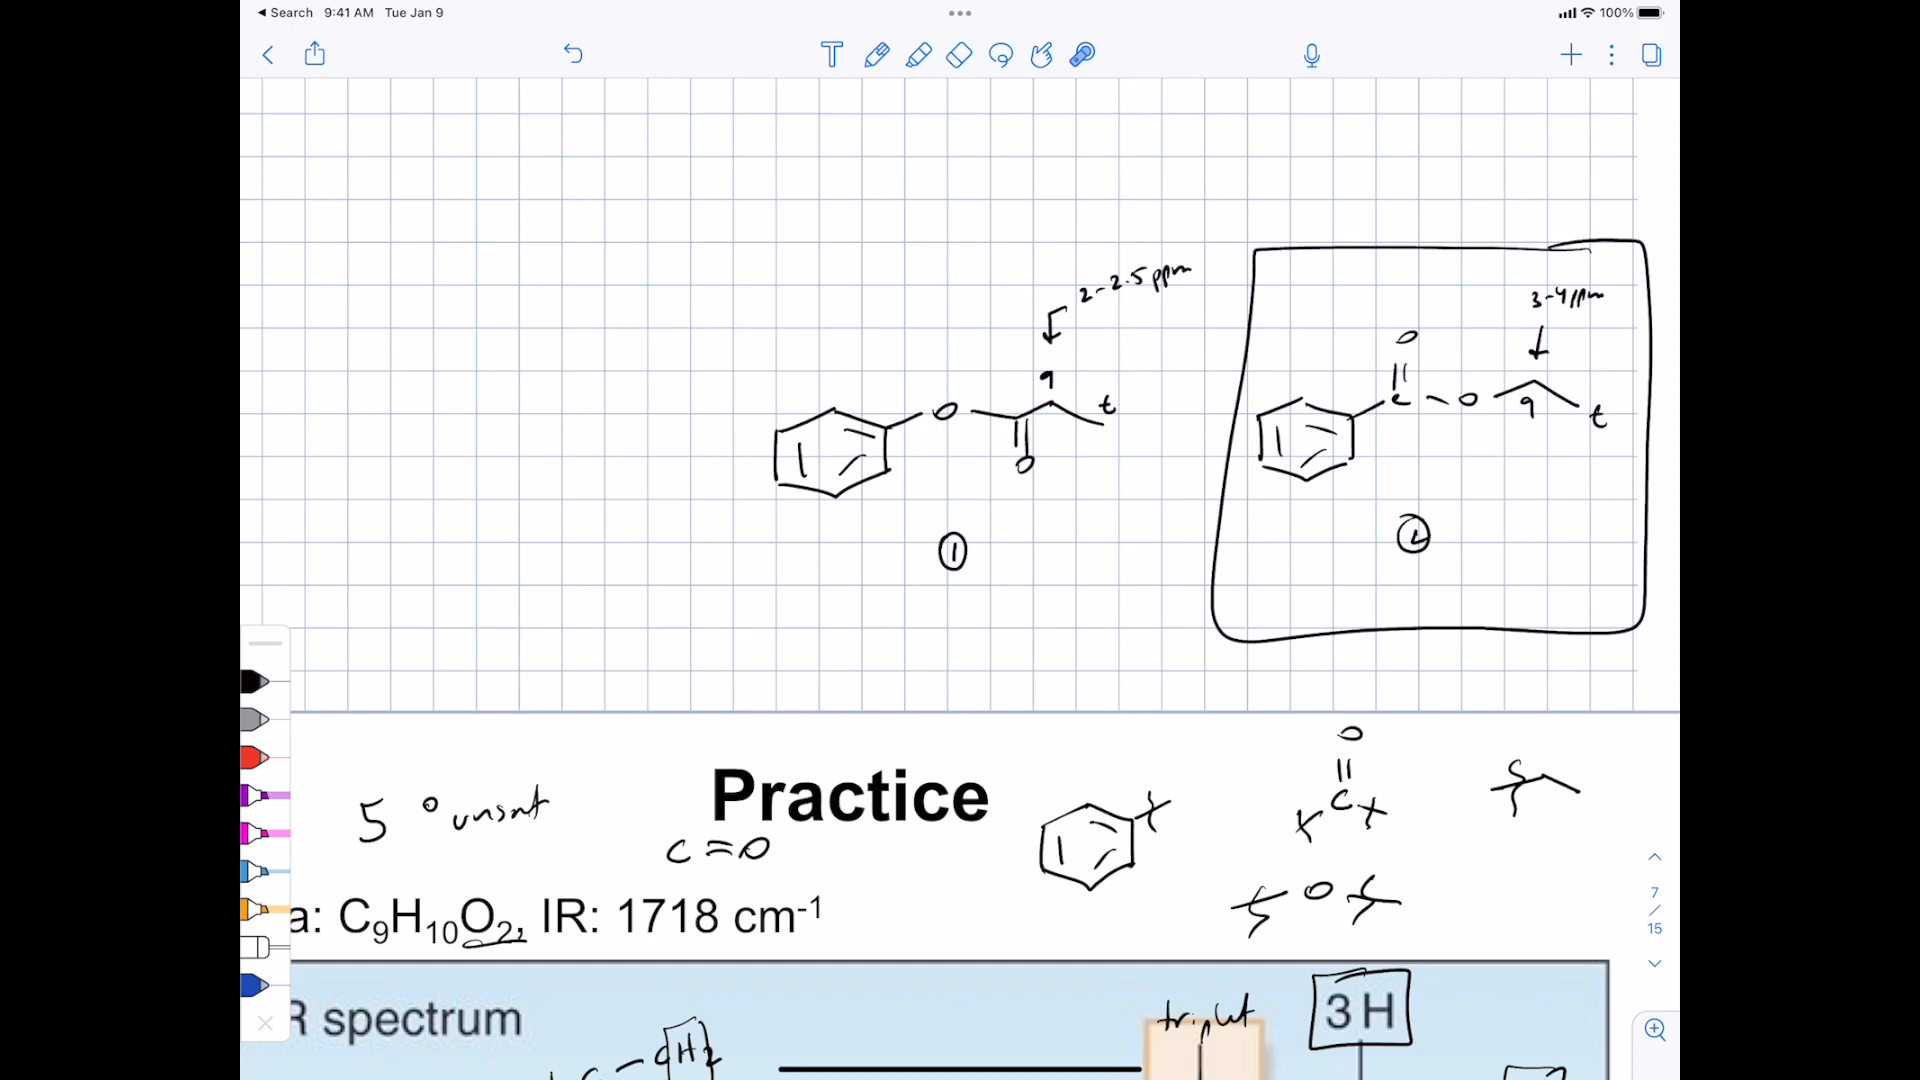 Search 9:41 AM Tue Jan 9
100%
2-2.5 ppm
3-4 ppm
O
q
O
t
C
O
q
t
O
1
2
O
5 ° unsat
Practice
C
C=O
O
7
15
a: C₉H₁₀O₂, IR: 1718 cm⁻¹
R spectrum
triplet
3 H
CH₂